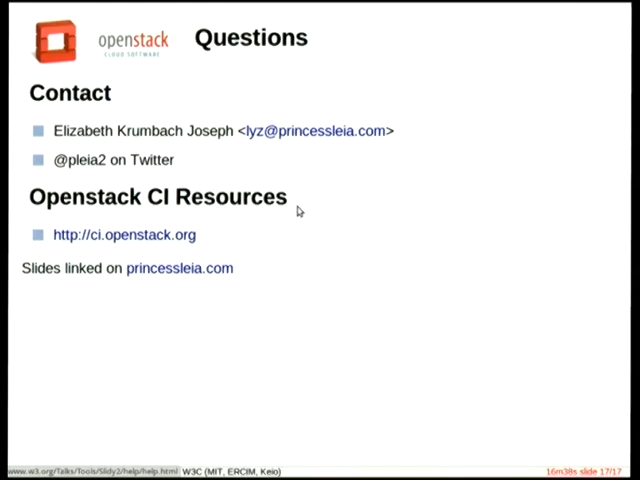 openstack
CLOUD SOFTWARE
Questions
Contact
Elizabeth Krumbach Joseph <lyz@princessleia.com>
@pleia2 on Twitter
Openstack CI Resources
http://ci.openstack.org
Slides linked on princessleia.com
www.w3.org/Talks/Tools/Slidy2/help/help.html W3C (MIT, ERCIM, Keio)
16m38s slide 17/17